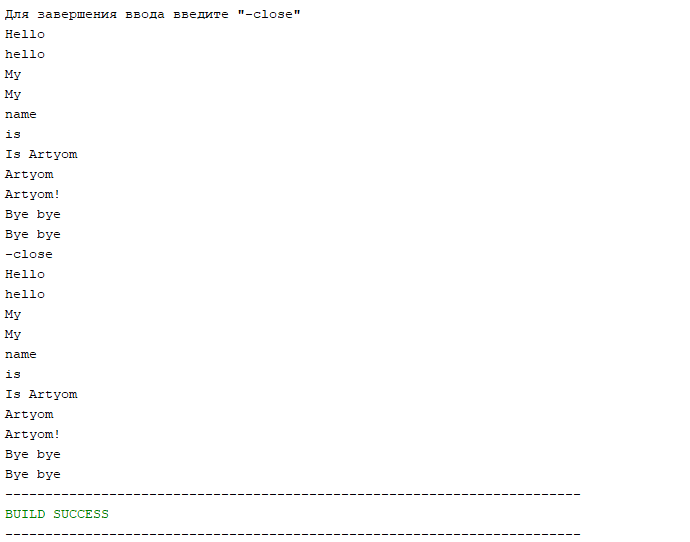 Для завершения ввода введите "-close"
Hello
hello
My
My
name
is
Is Artyom
Artyom
Artyom!
Bye bye
Bye bye
-close
Hello
hello
My
My
name
is
Is Artyom
Artyom
Artyom!
Bye bye
Bye bye
------------------------------------------------------------------------
BUILD SUCCESS
------------------------------------------------------------------------